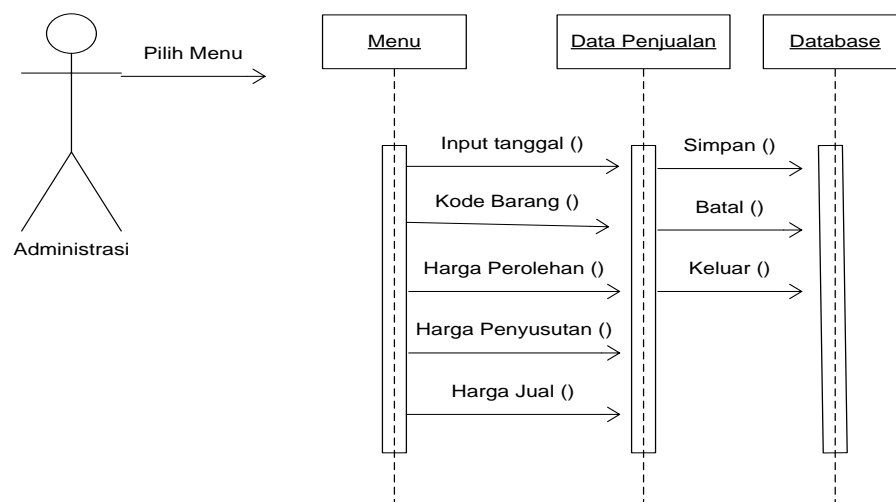 Pilih Menu
Administrasi
Menu
Data Penjualan
Database
Input tanggal ()
Simpan ()
Kode Barang ()
Batal ()
Harga Perolehan ()
Keluar ()
Harga Penyusutan ()
Harga Jual ()